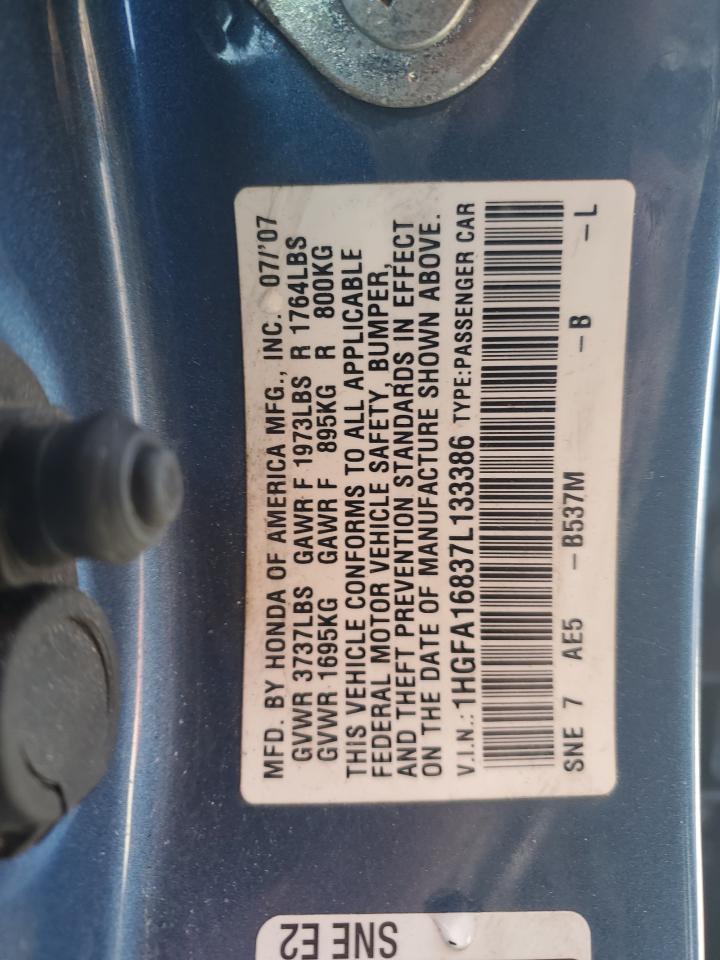 MFD. BY HONDA OF AMERICA MFG., INC. 07/'07
GVWR 3737LBS GAWR F 1973LBS R 1764LBS
GVWR 1695KG GAWR F 895KG R 800KG
THIS VEHICLE CONFORMS TO ALL APPLICABLE
FEDERAL MOTOR VEHICLE SAFETY, BUMPER,
AND THEFT PREVENTION STANDARDS IN EFFECT
ON THE DATE OF MANUFACTURE SHOWN ABOVE.
V.I.N.:1HGFA16837L133386 TYPE:PASSENGER CAR
SNE 7 AE5 –B537M –B –L
SNE E2